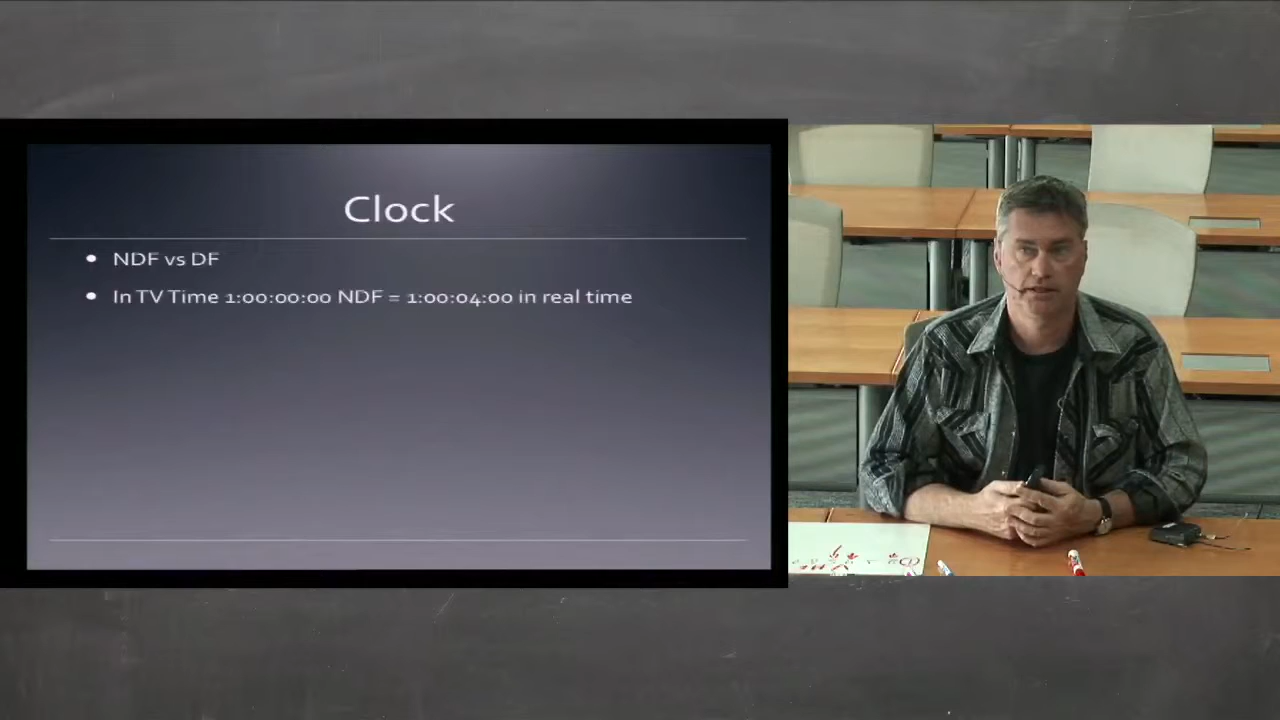 Clock
NDF vs DF
In TV Time 1:00:00:00 NDF = 1:00:04:00 in real time